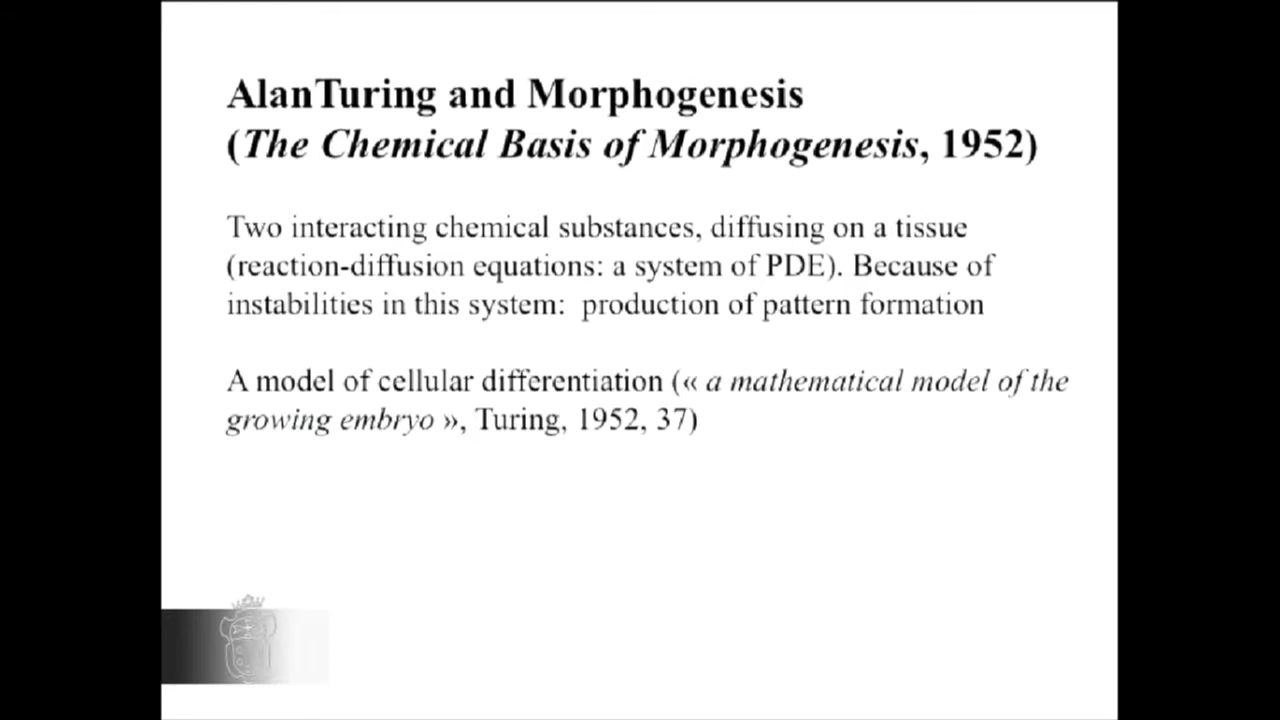 AlanTuring and Morphogenesis
(The Chemical Basis of Morphogenesis, 1952)
Two interacting chemical substances, diffusing on a tissue
(reaction-diffusion equations: a system of PDE). Because of
instabilities in this system:  production of pattern formation
A model of cellular differentiation (« a mathematical model of the
growing embryo », Turing, 1952, 37)